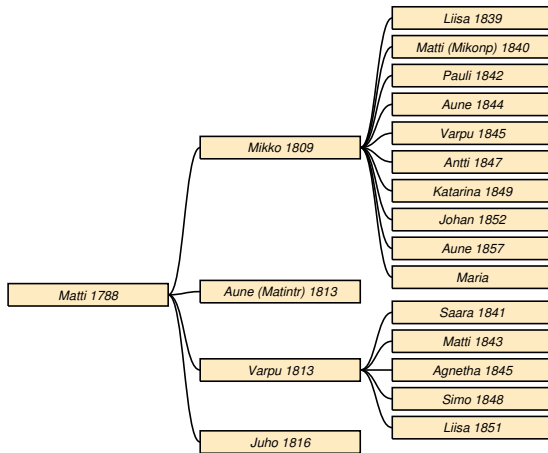 Liisa 1839
Matti (Mikonp) 1840
Pauli 1842
Aune 1844
Varpu 1845
Mikko 1809
Antti 1847
Katarina 1849
Johan 1852
Aune 1857
Maria
Matti 1788
Aune (Matintr) 1813
Saara 1841
Matti 1843
Varpu 1813
Agnetha 1845
Simo 1848
Liisa 1851
Juho 1816